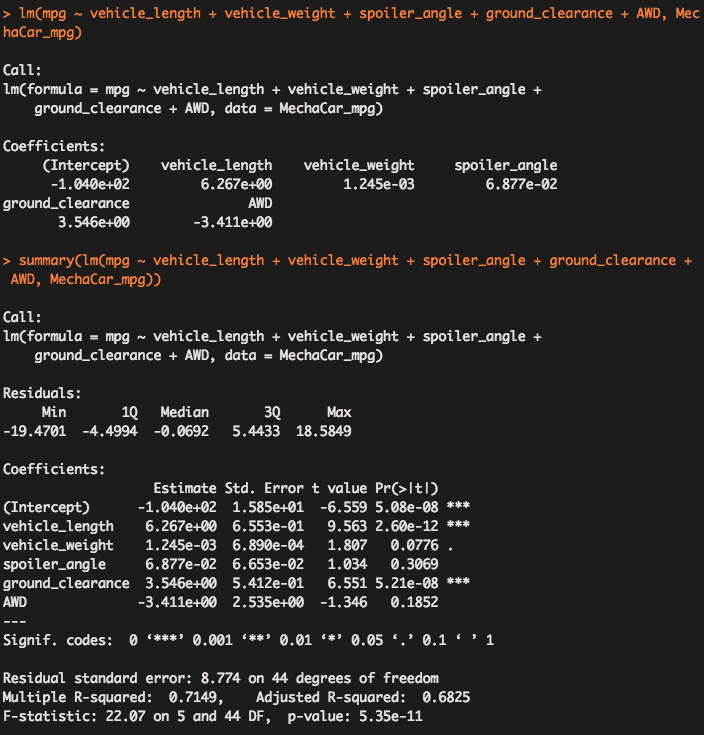 > lm(mpg ~ vehicle_length + vehicle_weight + spoiler_angle + ground_clearance + AWD, Mec
haCar_mpg)
Call:
lm(formula = mpg ~ vehicle_length + vehicle_weight + spoiler_angle +
    ground_clearance + AWD, data = MechaCar_mpg)
Coefficients:
     (Intercept)    vehicle_length    vehicle_weight     spoiler_angle
      -1.040e+02         6.267e+00         1.245e-03         6.877e-02
ground_clearance               AWD
       3.546e+00        -3.411e+00
> summary(lm(mpg ~ vehicle_length + vehicle_weight + spoiler_angle + ground_clearance +
 AWD, MechaCar_mpg))
Call:
lm(formula = mpg ~ vehicle_length + vehicle_weight + spoiler_angle +
    ground_clearance + AWD, data = MechaCar_mpg)
Residuals:
     Min       1Q   Median       3Q      Max
-19.4701  -4.4994  -0.0692   5.4433  18.5849
Coefficients:
                   Estimate Std. Error t value Pr(>|t|)
(Intercept)      -1.040e+02  1.585e+01  -6.559 5.08e-08 ***
vehicle_length    6.267e+00  6.553e-01   9.563 2.60e-12 ***
vehicle_weight    1.245e-03  6.890e-04   1.807   0.0776 .
spoiler_angle     6.877e-02  6.653e-02   1.034   0.3069
ground_clearance  3.546e+00  5.412e-01   6.551 5.21e-08 ***
AWD              -3.411e+00  2.535e+00  -1.346   0.1852
---
Signif. codes:  0 ‘***’ 0.001 ‘**’ 0.01 ‘*’ 0.05 ‘.’ 0.1 ‘ ’ 1
Residual standard error: 8.774 on 44 degrees of freedom
Multiple R-squared:  0.7149,    Adjusted R-squared:  0.6825
F-statistic: 22.07 on 5 and 44 DF,  p-value: 5.35e-11